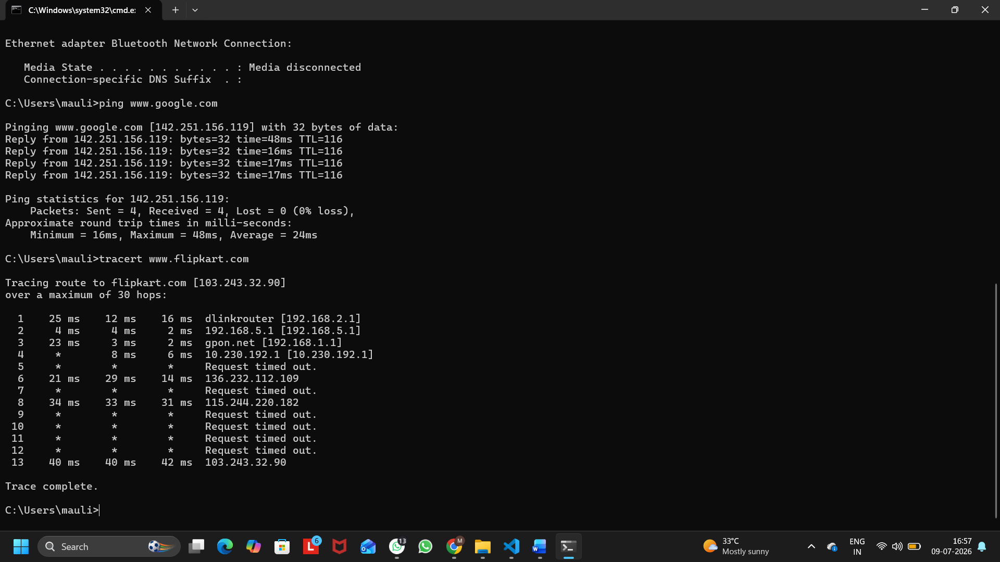 C:\Windows\system32\cmd.e:
Ethernet adapter Bluetooth Network Connection:
   Media State . . . . . . . . . . . : Media disconnected
   Connection-specific DNS Suffix  . :
C:\Users\mauli>ping www.google.com
Pinging www.google.com [142.251.156.119] with 32 bytes of data:
Reply from 142.251.156.119: bytes=32 time=48ms TTL=116
Reply from 142.251.156.119: bytes=32 time=16ms TTL=116
Reply from 142.251.156.119: bytes=32 time=17ms TTL=116
Reply from 142.251.156.119: bytes=32 time=17ms TTL=116
Ping statistics for 142.251.156.119:
    Packets: Sent = 4, Received = 4, Lost = 0 (0% loss),
Approximate round trip times in milli-seconds:
    Minimum = 16ms, Maximum = 48ms, Average = 24ms
C:\Users\mauli>tracert www.flipkart.com
Tracing route to flipkart.com [103.243.32.90]
over a maximum of 30 hops:
  1    25 ms    12 ms    16 ms  dlinkrouter [192.168.2.1]
  2     4 ms     4 ms     2 ms  192.168.5.1 [192.168.5.1]
  3    23 ms     3 ms     2 ms  gpon.net [192.168.1.1]
  4     *        8 ms     6 ms  10.230.192.1 [10.230.192.1]
  5     *        *        *     Request timed out.
  6    21 ms    29 ms    14 ms  136.232.112.109
  7     *        *        *     Request timed out.
  8    34 ms    33 ms    31 ms  115.244.220.182
  9     *        *        *     Request timed out.
 10     *        *        *     Request timed out.
 11     *        *        *     Request timed out.
 12     *        *        *     Request timed out.
 13    40 ms    40 ms    42 ms  103.243.32.90
Trace complete.
C:\Users\mauli>
Search
L
6
13
M
W
33°C
Mostly sunny
ENG
IN
16:57
09-07-2026